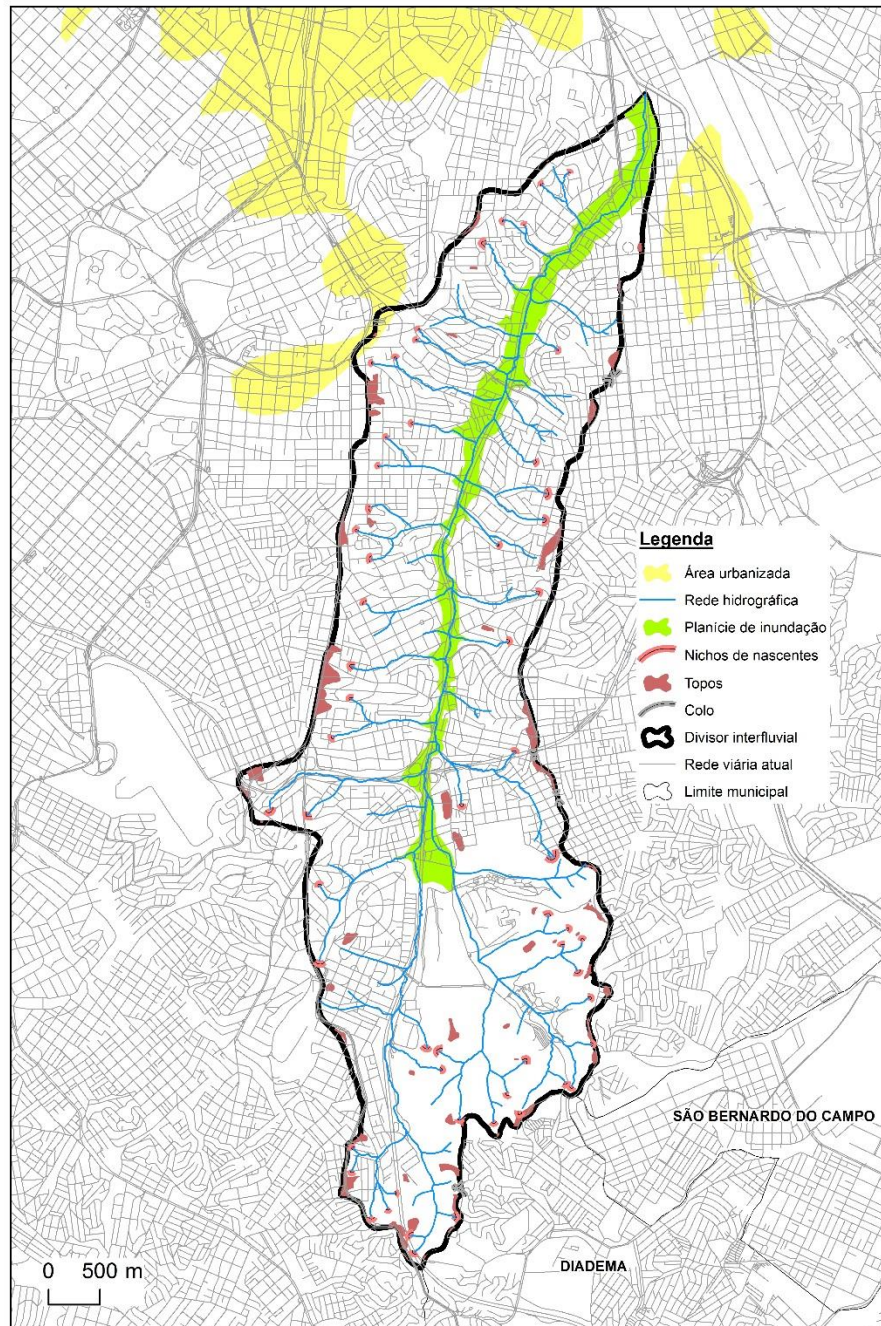 Legenda
Área urbanizada
Rede hidrográfica
Planície de inundação
Nichos de nascentes
Topos
Colo
Divisor interfluvial
Rede viária atual
Limite municipal
SÃO BERNARDO DO CAMPO
DIADEMA
0 500 m